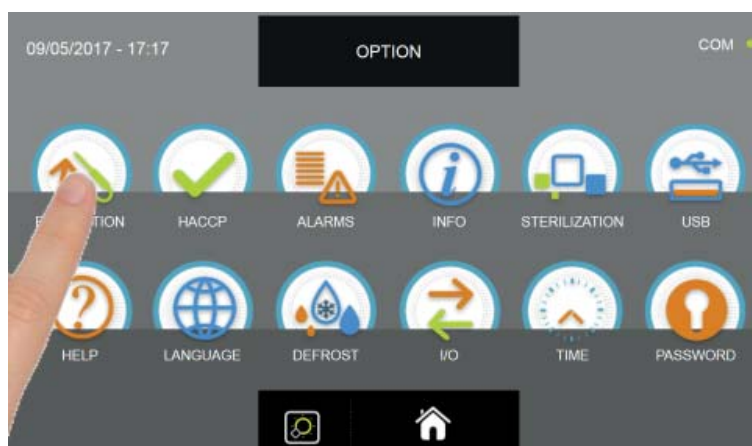 09/05/2017 - 17:17
OPTION
COM
HACCP
ALARMS
INFO
STERILIZATION
USB
HELP
LANGUAGE
DEFROST
I/O
TIME
PASSWORD